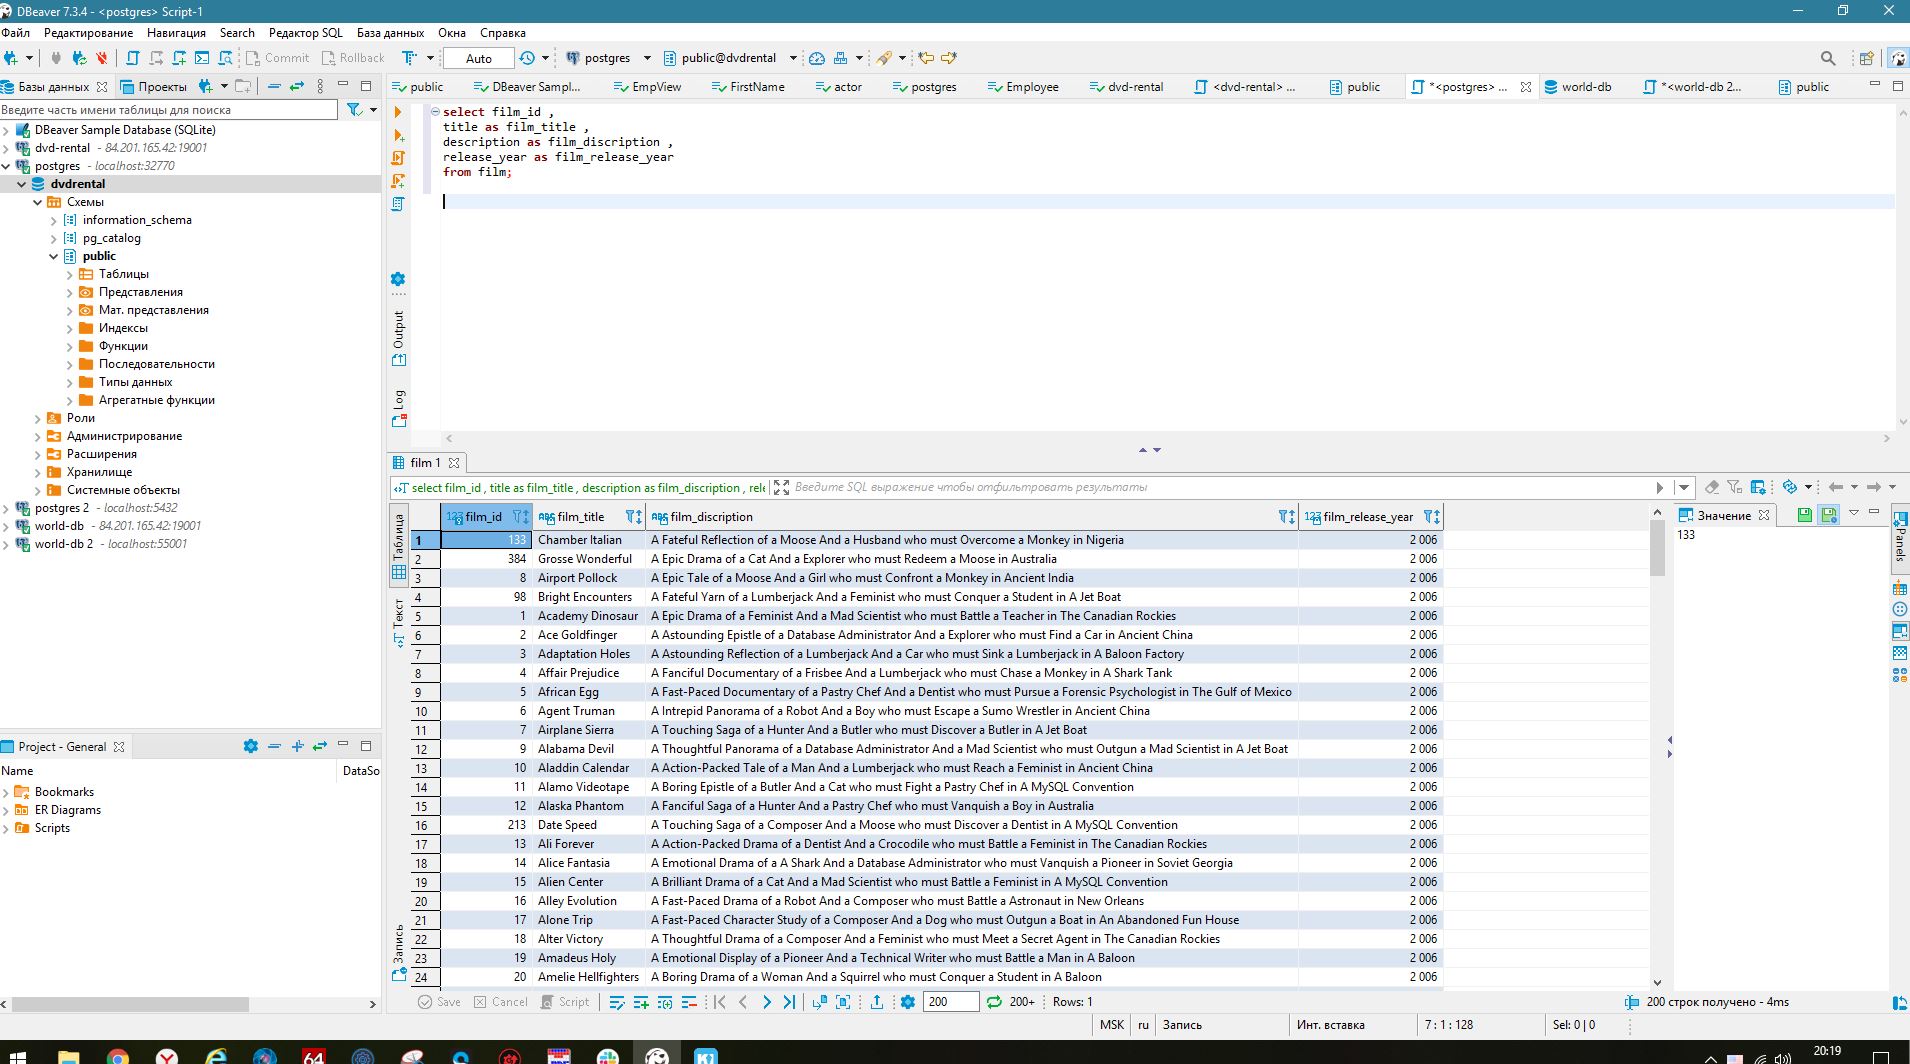 DBeaver 7.3.4 - <postgres> Script-1
Файл Редактирование Навигация Search Редактор SQL База данных Окна Справка
Commit Rollback Auto postgres public@dvdrental
Базы данных Проекты
Введите часть имени таблицы для поиска
DBeaver Sample Database (SQLite)
dvd-rental - 84.201.165.42:19001
postgres - localhost:32770
dvdrental
Схемы
information_schema
pg_catalog
public
Таблицы
Представления
Мат. представления
Индексы
Функции
Последовательности
Типы данных
Агрегатные функции
Роли
Администрирование
Расширения
Хранилище
Системные объекты
postgres 2 - localhost:5432
world-db - 84.201.165.42:19001
world-db 2 - localhost:55001
Project - General
Name DataSo
Bookmarks
ER Diagrams
Scripts
public DBeaver Sampl... EmpView FirstName actor postgres Employee dvd-rental <dvd-rental> ... public *<postgres> ... world-db *<world-db 2... public
select film_id ,
title as film_title ,
description as film_discription ,
release_year as film_release_year
from film;
Output
Log
film 1
select film_id , title as film_title , description as film_discription , rele
Введите SQL выражение чтобы отфильтровать результаты
Таблица
Текст
Запись
123 film_id ABC film_title ABC film_discription 123 film_release_year
1 133 Chamber Italian A Fateful Reflection of a Moose And a Husband who must Overcome a Monkey in Nigeria 2 006
2 384 Grosse Wonderful A Epic Drama of a Cat And a Explorer who must Redeem a Moose in Australia 2 006
3 8 Airport Pollock A Epic Tale of a Moose And a Girl who must Confront a Monkey in Ancient India 2 006
4 98 Bright Encounters A Fateful Yarn of a Lumberjack And a Feminist who must Conquer a Student in A Jet Boat 2 006
5 1 Academy Dinosaur A Epic Drama of a Feminist And a Mad Scientist who must Battle a Teacher in The Canadian Rockies 2 006
6 2 Ace Goldfinger A Astounding Epistle of a Database Administrator And a Explorer who must Find a Car in Ancient China 2 006
7 3 Adaptation Holes A Astounding Reflection of a Lumberjack And a Car who must Sink a Lumberjack in A Baloon Factory 2 006
8 4 Affair Prejudice A Fanciful Documentary of a Frisbee And a Lumberjack who must Chase a Monkey in A Shark Tank 2 006
9 5 African Egg A Fast-Paced Documentary of a Pastry Chef And a Dentist who must Pursue a Forensic Psychologist in The Gulf of Mexico 2 006
10 6 Agent Truman A Intrepid Panorama of a Robot And a Boy who must Escape a Sumo Wrestler in Ancient China 2 006
11 7 Airplane Sierra A Touching Saga of a Hunter And a Butler who must Discover a Butler in A Jet Boat 2 006
12 9 Alabama Devil A Thoughtful Panorama of a Database Administrator And a Mad Scientist who must Outgun a Mad Scientist in A Jet Boat 2 006
13 10 Aladdin Calendar A Action-Packed Tale of a Man And a Lumberjack who must Reach a Feminist in Ancient China 2 006
14 11 Alamo Videotape A Boring Epistle of a Butler And a Cat who must Fight a Pastry Chef in A MySQL Convention 2 006
15 12 Alaska Phantom A Fanciful Saga of a Hunter And a Pastry Chef who must Vanquish a Boy in Australia 2 006
16 213 Date Speed A Touching Saga of a Composer And a Moose who must Discover a Dentist in A MySQL Convention 2 006
17 13 Ali Forever A Action-Packed Drama of a Dentist And a Crocodile who must Battle a Feminist in The Canadian Rockies 2 006
18 14 Alice Fantasia A Emotional Drama of a A Shark And a Database Administrator who must Vanquish a Pioneer in Soviet Georgia 2 006
19 15 Alien Center A Brilliant Drama of a Cat And a Mad Scientist who must Battle a Feminist in A MySQL Convention 2 006
20 16 Alley Evolution A Fast-Paced Drama of a Robot And a Composer who must Battle a Astronaut in New Orleans 2 006
21 17 Alone Trip A Fast-Paced Character Study of a Composer And a Dog who must Outgun a Boat in An Abandoned Fun House 2 006
22 18 Alter Victory A Thoughtful Drama of a Composer And a Feminist who must Meet a Secret Agent in The Canadian Rockies 2 006
23 19 Amadeus Holy A Emotional Display of a Pioneer And a Technical Writer who must Battle a Man in A Baloon 2 006
24 20 Amelie Hellfighters A Boring Drama of a Woman And a Squirrel who must Conquer a Student in A Baloon 2 006
Значение
133
Panels
Save Cancel Script 200 200+ Rows: 1 200 строк получено - 4ms
MSK ru Запись Инт. вставка 7 : 1 : 128 Sel: 0 | 0
64
20:19